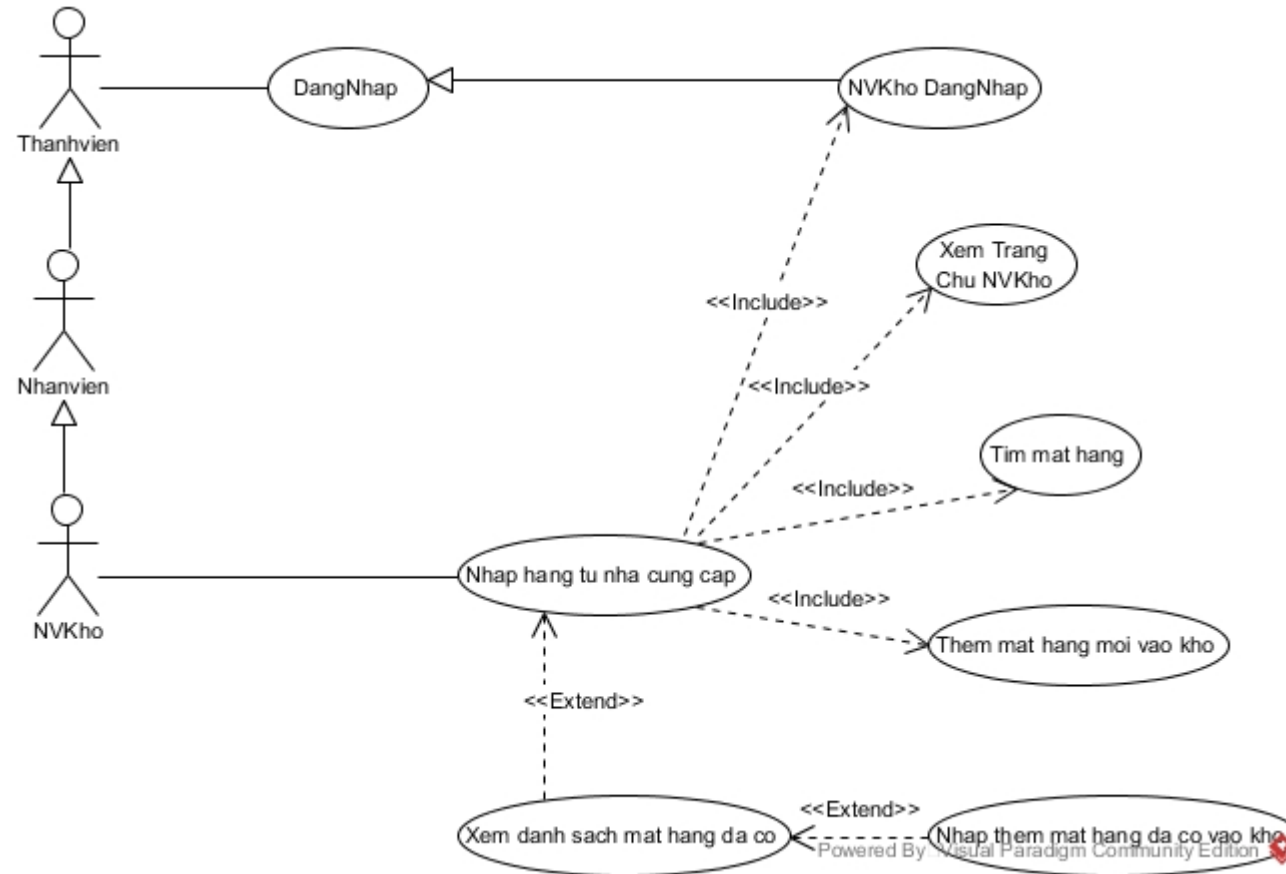 DangNhap
NVKho DangNhap
Thanhvien
Xem Trang
Chu NVKho
<<Include>>
<<Include>>
Nhanvien
Tim mat hang
<<Include>>
Nhap hang tu nha cung cap
<<Include>>
NVKho
Them mat hang moi vao kho
<<Extend>>
<<Extend>>
Xem danh sach mat hang da co
Nhap them mat hang da co vao kho
Powered By Visual Paradigm Community Edition